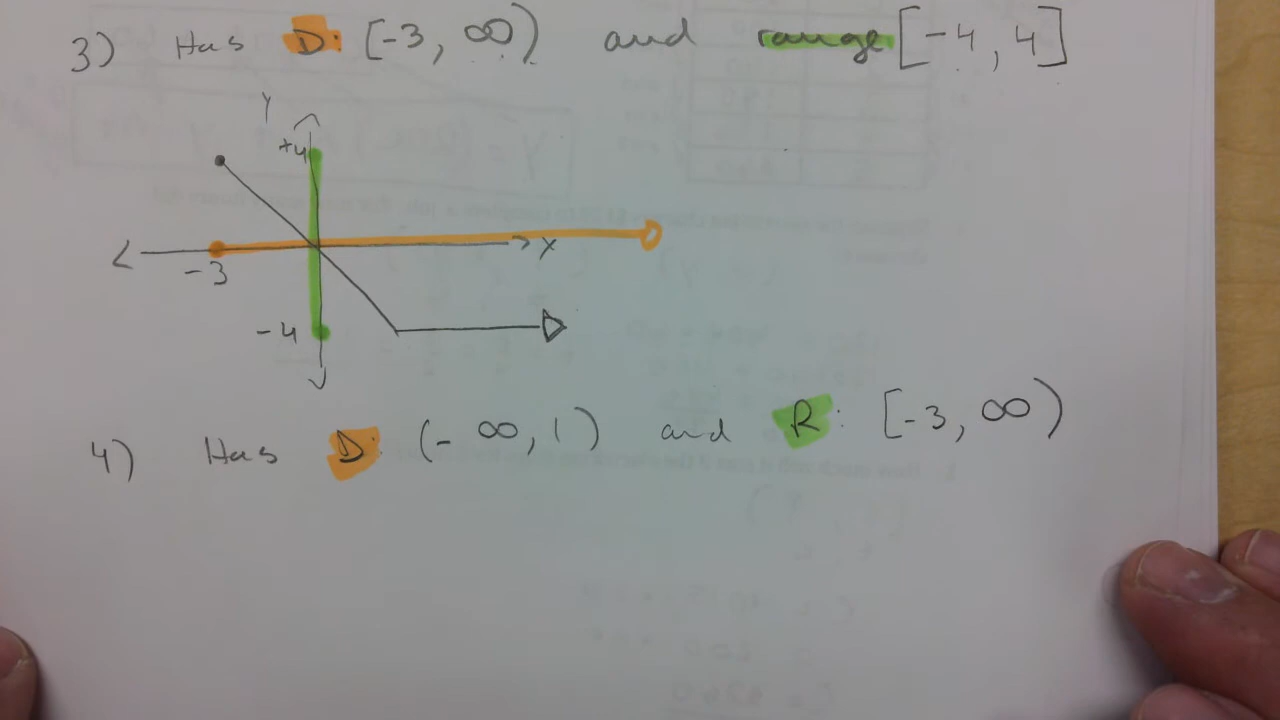 3) Has D: [-3, ∞) and range [-4, 4]
Y
+4
X
-3
-4
4) Has D: (-∞, 1) and R: [-3, ∞)